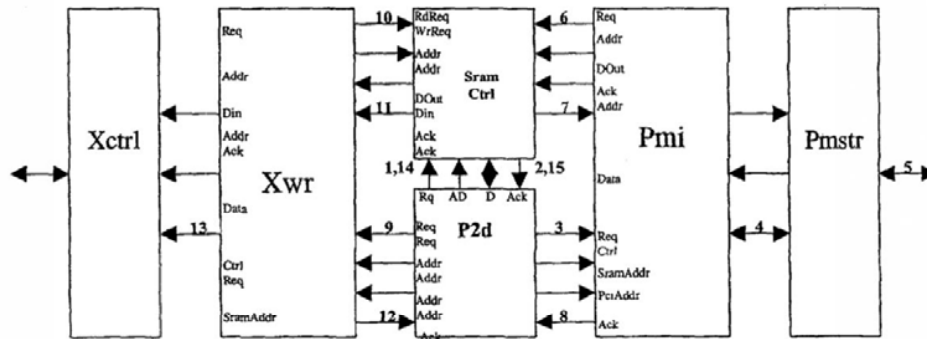 Xctrl
Req
Addr
Din
Addr
Ack
Xwr
Data
Ctrl
Req
SramAddr
13
10
11
9
12
RdReq
WrReq
Addr
Addr
Sram
Ctrl
DOut
Din
Ack
Ack
1,14
2,15
Rq AD D Ack
P2d
Req
Req
Addr
Addr
Addr
Addr
Ack
6
7
3
8
Req
Addr
DOut
Ack
Addr
Pmi
Data
Req
Ctrl
SramAddr
PciAddr
Ack
4
Pmstr
5